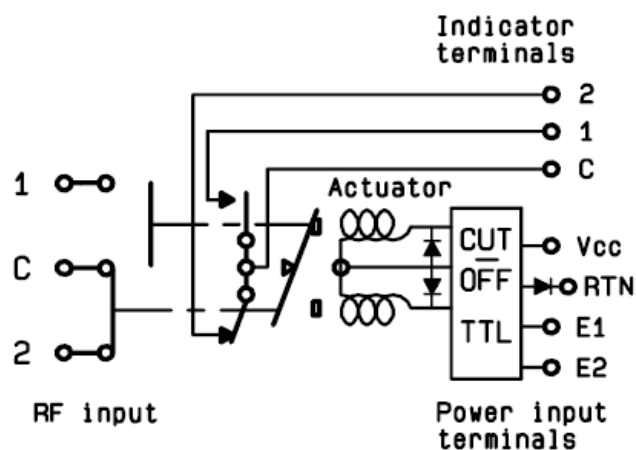 Indicator
terminals
2
1
C
1
Actuator
CUT
OFF
TTL
Vcc
RTN
E1
E2
C
2
RF input
Power input
terminals